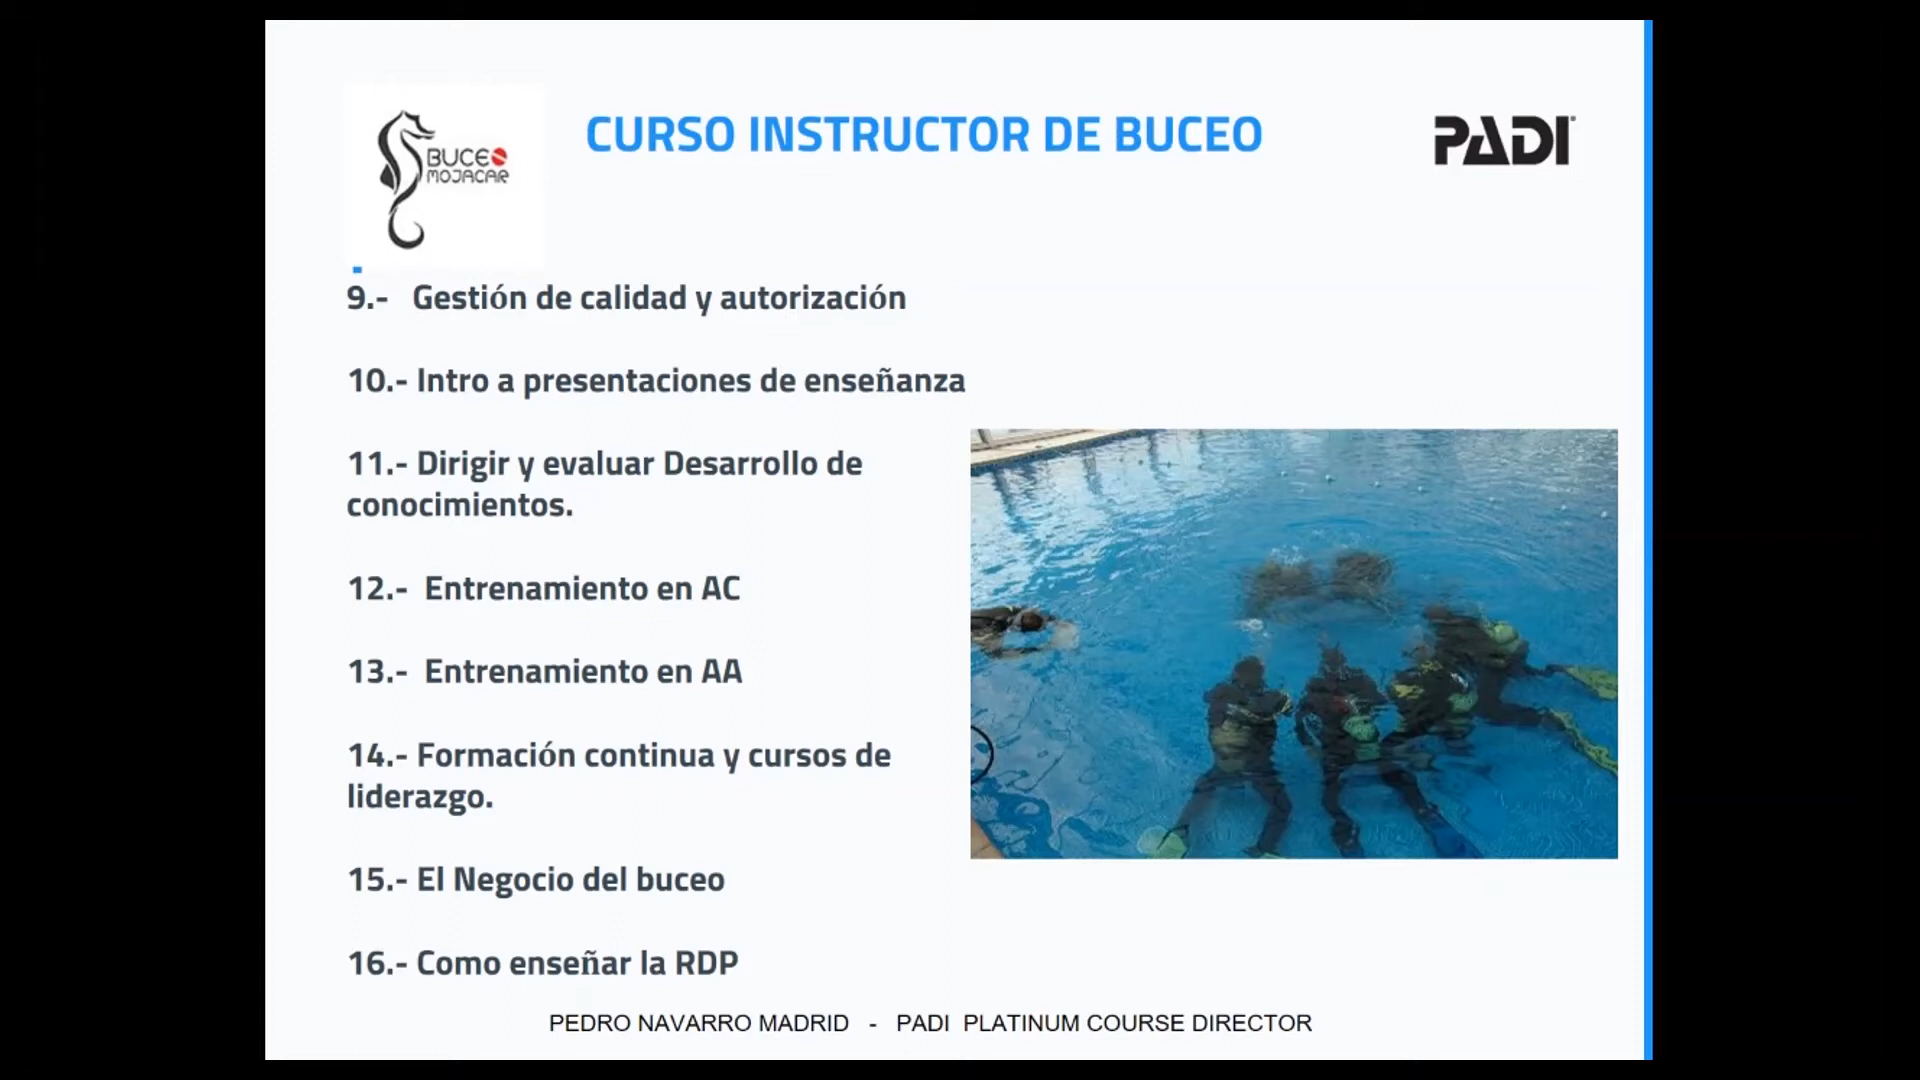 BUCEO
MOJACAR
CURSO INSTRUCTOR DE BUCEO
PADI
9.- Gestión de calidad y autorización
10.- Intro a presentaciones de enseñanza
11.- Dirigir y evaluar Desarrollo de
conocimientos.
12.- Entrenamiento en AC
13.- Entrenamiento en AA
14.- Formación continua y cursos de
liderazgo.
15.- El Negocio del buceo
16.- Como enseñar la RDP
PEDRO NAVARRO MADRID - PADI PLATINUM COURSE DIRECTOR